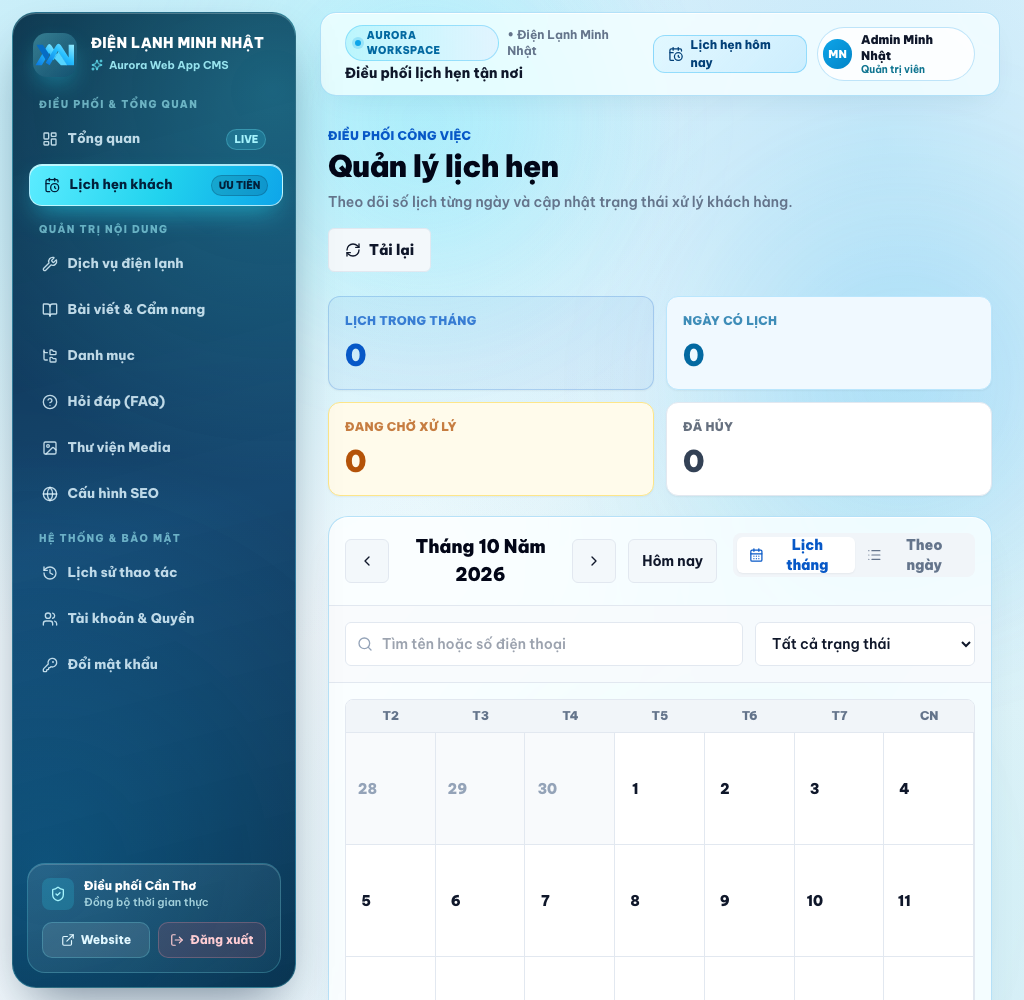 ĐIỆN LẠNH MINH NHẬT
Aurora Web App CMS
ĐIỀU PHỐI & TỔNG QUAN
Tổng quan
LIVE
Lịch hẹn khách
ƯU TIÊN
QUẢN TRỊ NỘI DUNG
Dịch vụ điện lạnh
Bài viết & Cẩm nang
Danh mục
Hỏi đáp (FAQ)
Thư viện Media
Cấu hình SEO
HỆ THỐNG & BẢO MẬT
Lịch sử thao tác
Tài khoản & Quyền
Đổi mật khẩu
Điều phối Cần Thơ
Đồng bộ thời gian thực
Website
Đăng xuất
AURORA
WORKSPACE
• Điện Lạnh Minh
Nhật
Điều phối lịch hẹn tận nơi
Lịch hẹn hôm
nay
MN
Admin Minh
Nhật
Quản trị viên
ĐIỀU PHỐI CÔNG VIỆC
Quản lý lịch hẹn
Theo dõi số lịch từng ngày và cập nhật trạng thái xử lý khách hàng.
Tải lại
LỊCH TRONG THÁNG
0
NGÀY CÓ LỊCH
0
ĐANG CHỜ XỬ LÝ
0
ĐÃ HỦY
0
Tháng 10 Năm
2026
Hôm nay
Lịch
tháng
Theo
ngày
Tìm tên hoặc số điện thoại
Tất cả trạng thái
T2 T3 T4 T5 T6 T7 CN
28 29 30 1 2 3 4
5 6 7 8 9 10 11